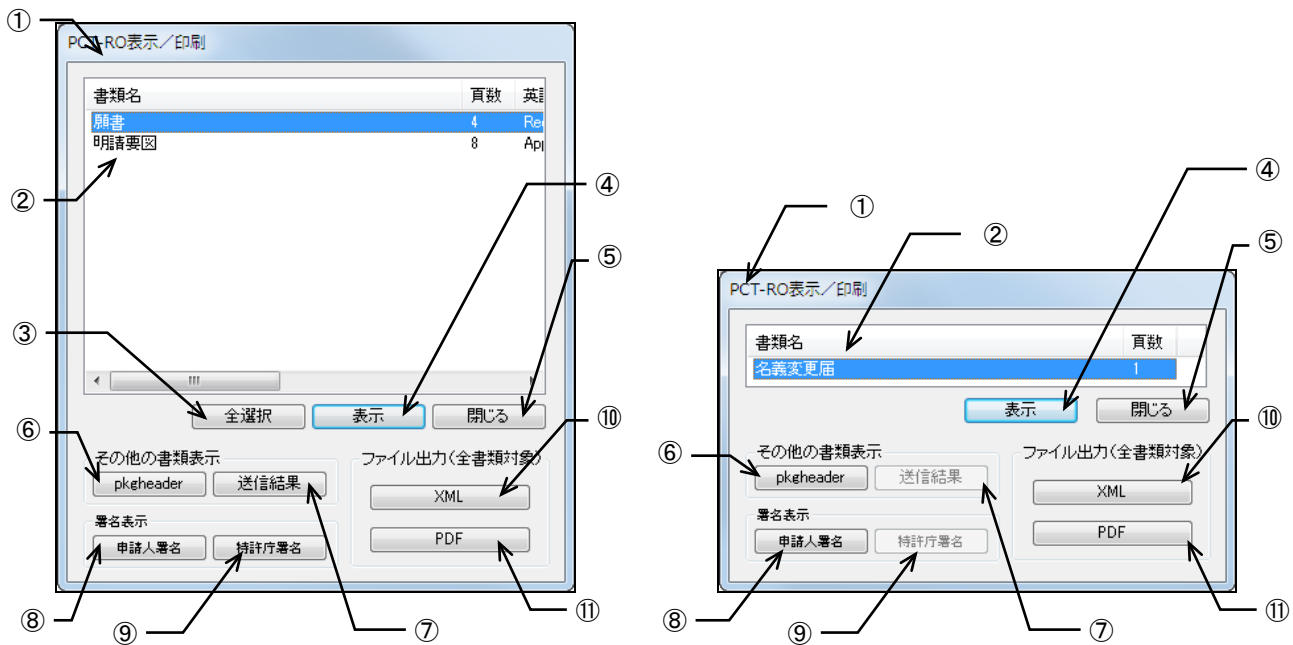 ①
PCT-RO表示／印刷
書類名 頁数 英語
願書 4 Req
明請要図 8 App
②
④
⑤
③
全選択 表示 閉じる
⑥
⑩
その他の書類表示
pkgheader 送信結果
ファイル出力(全書類対象)
XML
署名表示
申請人署名 特許庁署名
PDF
⑧
⑨
⑦
⑪
④
①
②
⑤
PCT-RO表示／印刷
書類名 頁数
名義変更届 1
表示 閉じる
⑩
⑥
その他の書類表示
pkgheader 送信結果
ファイル出力(全書類対象)
XML
署名表示
申請人署名 特許庁署名
PDF
⑧
⑨
⑦
⑪